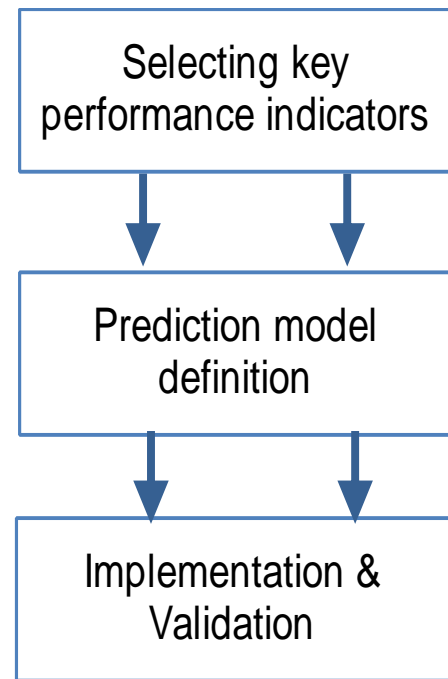 Selecting key
performance indicators
Prediction model
definition
Implementation &
Validation